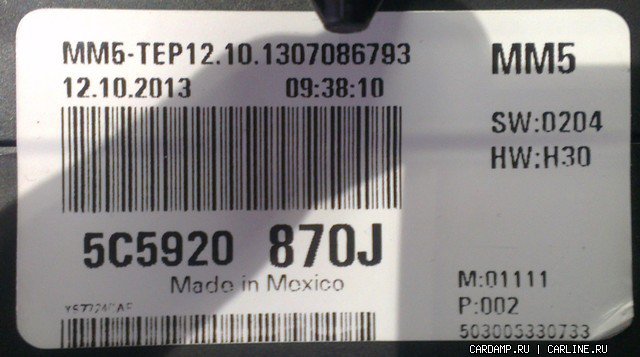 MM5-TEP12.10.1307086793
MM5
12.10.2013 09:38:10
SW:0204
HW:H30
5C5920 870J
Made in Mexico
M:01111
P:002
503005330733
CARDAMP.RU | CARLINE.RU